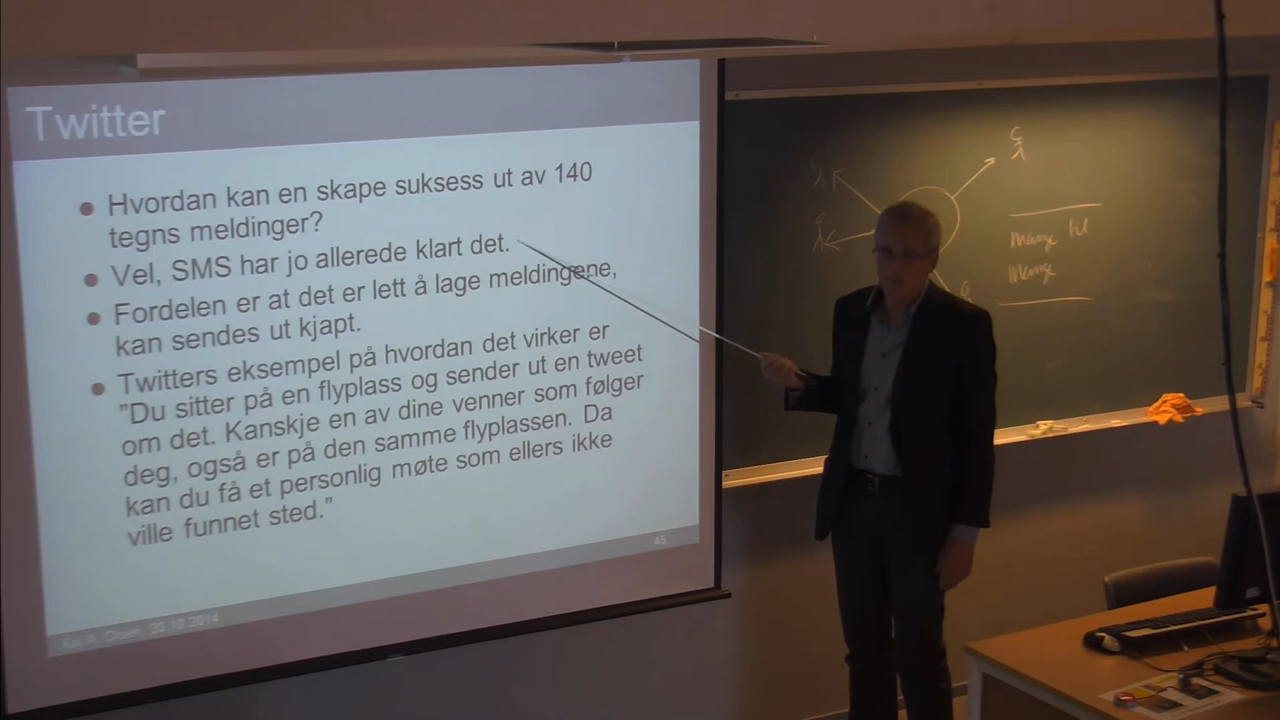 Twitter
Hvordan kan en skape suksess ut av 140
tegns meldinger?
Vel, SMS har jo allerede klart det.
Fordelen er at det er lett å lage meldingene,
kan sendes ut kjapt.
Twitters eksempel på hvordan det virker er
"Du sitter på en flyplass og sender ut en tweet
om det. Kanskje en av dine venner som følger
deg, også er på den samme flyplassen. Da
kan du få et personlig møte som ellers ikke
ville funnet sted."
45
Olsen, 20.10.2014
Mange til
Mange